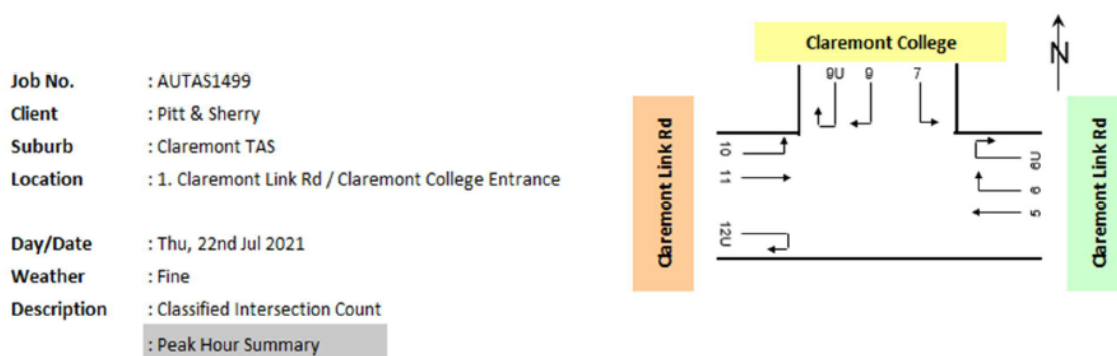 Job No. : AUTAS1499
Client : Pitt & Sherry
Suburb : Claremont TAS
Location : 1. Claremont Link Rd / Claremont College Entrance
Day/Date : Thu, 22nd Jul 2021
Weather : Fine
Description : Classified Intersection Count
: Peak Hour Summary
Claremont College
N
9U 9 7
Claremont Link Rd
10
11
12U
6U
6
5
Claremont Link Rd